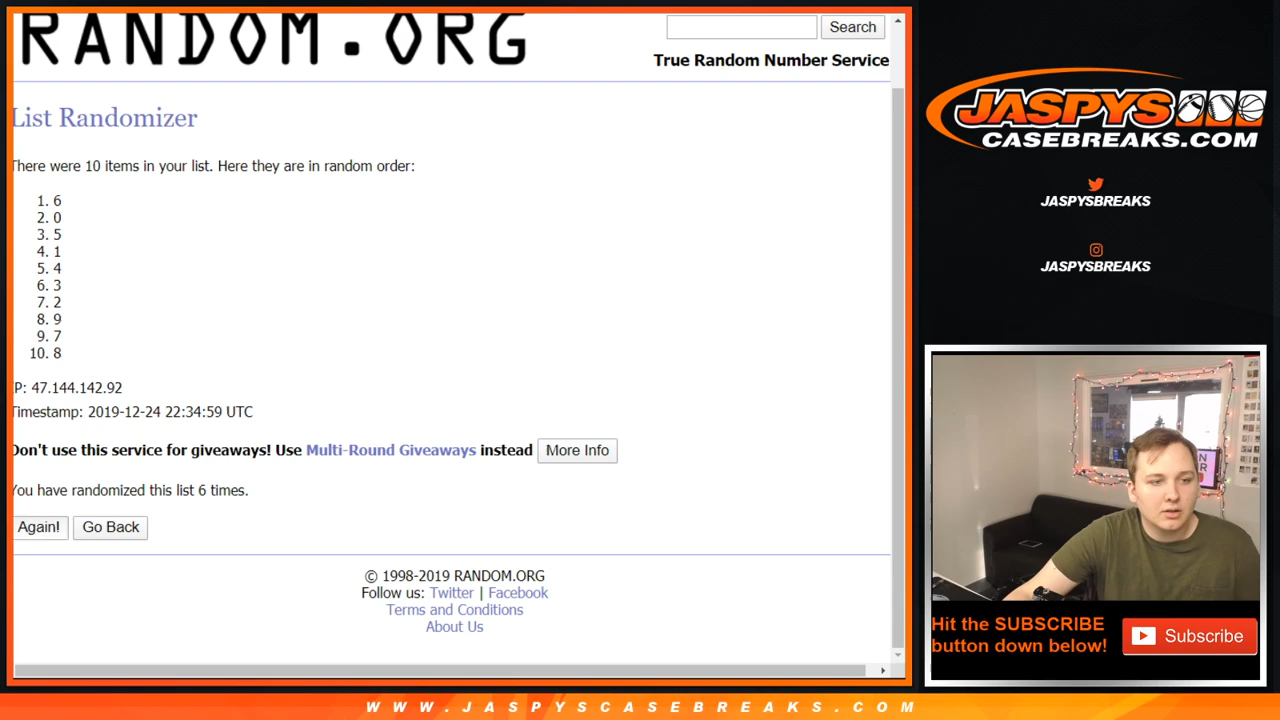 RANDOM.ORG
Search
True Random Number Service
List Randomizer
There were 10 items in your list. Here they are in random order:
1. 6
2. 0
3. 5
4. 1
5. 4
6. 3
7. 2
8. 9
9. 7
10. 8
IP: 47.144.142.92
Timestamp: 2019-12-24 22:34:59 UTC
Don't use this service for giveaways! Use Multi-Round Giveaways instead More Info
You have randomized this list 6 times.
Again! Go Back
© 1998-2019 RANDOM.ORG
Follow us: Twitter | Facebook
Terms and Conditions
About Us
JASPYS
CASEBREAKS.COM
JASPYSBREAKS
JASPYSBREAKS
Hit the SUBSCRIBE
button down below!
Subscribe
WWW.JASPYSCASEBREAKS.COM